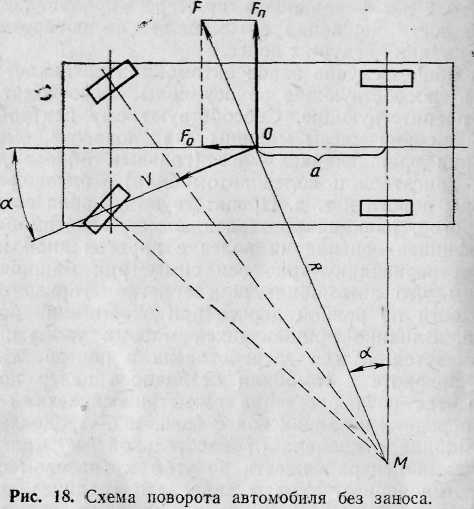 F
Fп
Fо
O
a
V
α
R
α
M
Рис. 18. Схема поворота автомобиля без заноса.